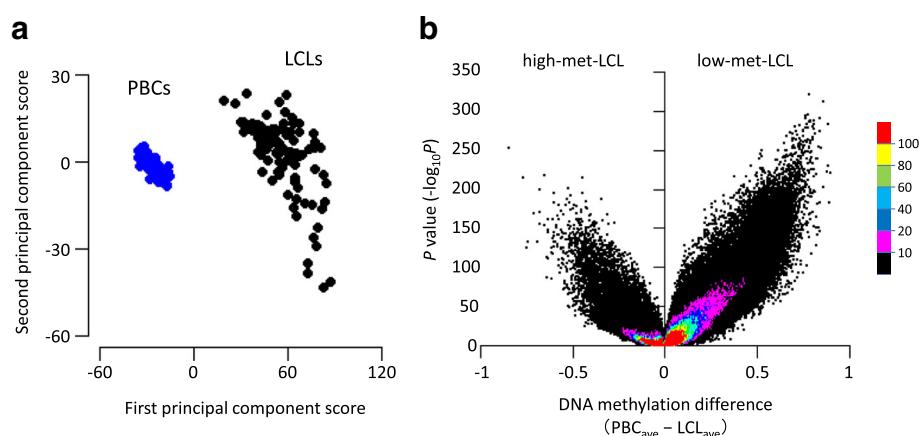 a
PBCs
LCLs
30
0
-30
-60
Second principal component score
-60
0
60
120
First principal component score
b
high-met-LCL
low-met-LCL
350
300
250
200
150
100
50
0
P value (-log10P)
-1
-0.5
0
0.5
1
DNA methylation difference
(PBCave − LCLave)
100
80
60
40
20
10